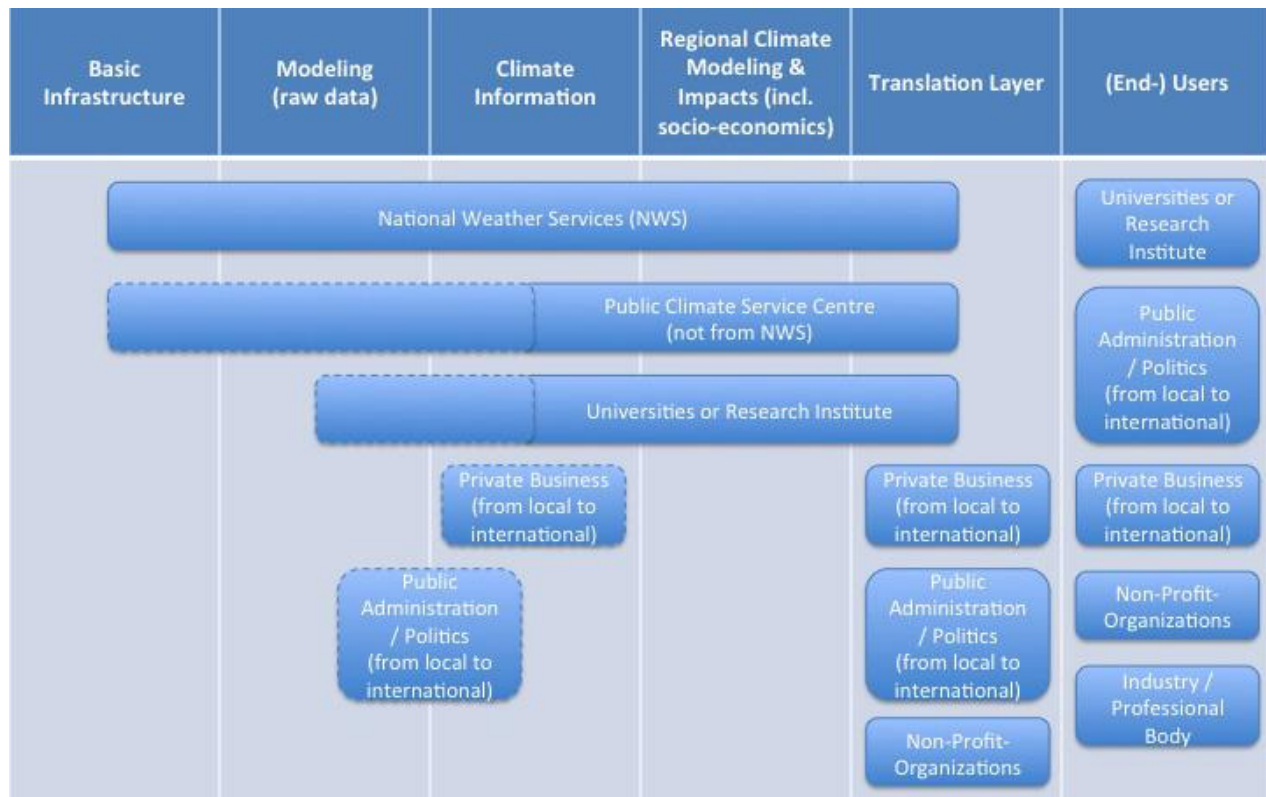 Basic
Infrastructure
Modeling
(raw data)
Climate
Information
Regional Climate
Modeling &
Impacts (incl.
socio-economics)
Translation Layer
(End-) Users
National Weather Services (NWS)
Universities or
Research
Institute
Public Climate Service Centre
(not from NWS)
Public
Administration
/ Politics
(from local to
international)
Universities or Research Institute
Private Business
(from local to
international)
Private Business
(from local to
international)
Private Business
(from local to
international)
Public
Administration
/ Politics
(from local to
international)
Public
Administration
/ Politics
(from local to
international)
Non-Profit-
Organizations
Industry /
Professional
Body
Non-Profit-
Organizations